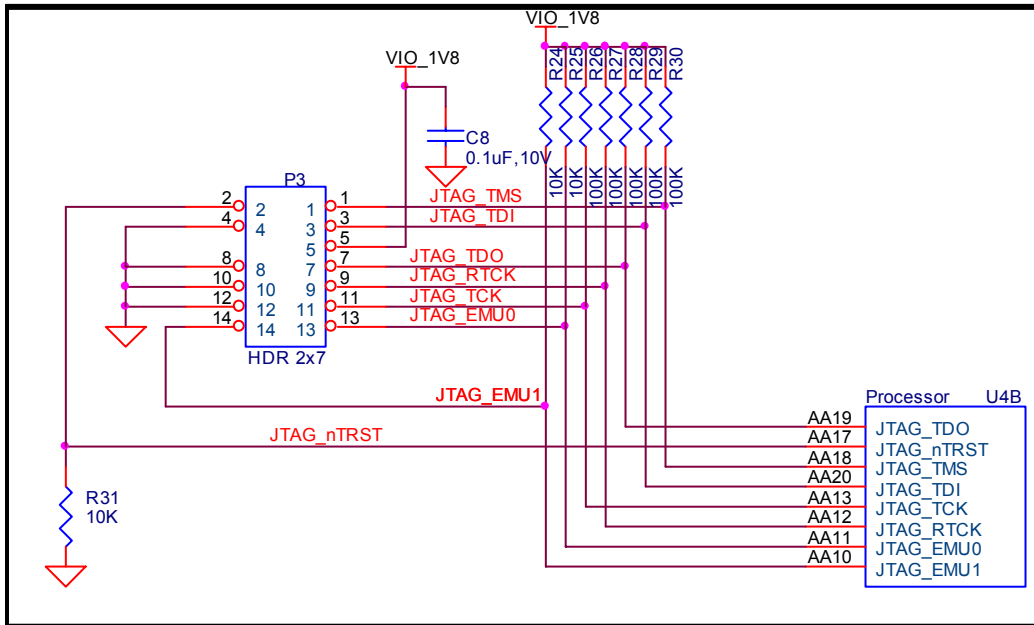 VIO_1V8
VIO_1V8
R24
R25
R26
R27
R28
R29
R30
C8
0.1uF,10V
10K
10K
100K
100K
100K
100K
100K
P3
2 2 1 1 JTAG_TMS
4 4 3 3 JTAG_TDI
5 5
8 8 7 7 JTAG_TDO
10 10 9 9 JTAG_RTCK
12 12 11 11 JTAG_TCK
14 14 13 13 JTAG_EMU0
HDR 2x7
JTAG_EMU1
JTAG_nTRST
R31
10K
Processor U4B
AA19 JTAG_TDO
AA17 JTAG_nTRST
AA18 JTAG_TMS
AA20 JTAG_TDI
AA13 JTAG_TCK
AA12 JTAG_RTCK
AA11 JTAG_EMU0
AA10 JTAG_EMU1